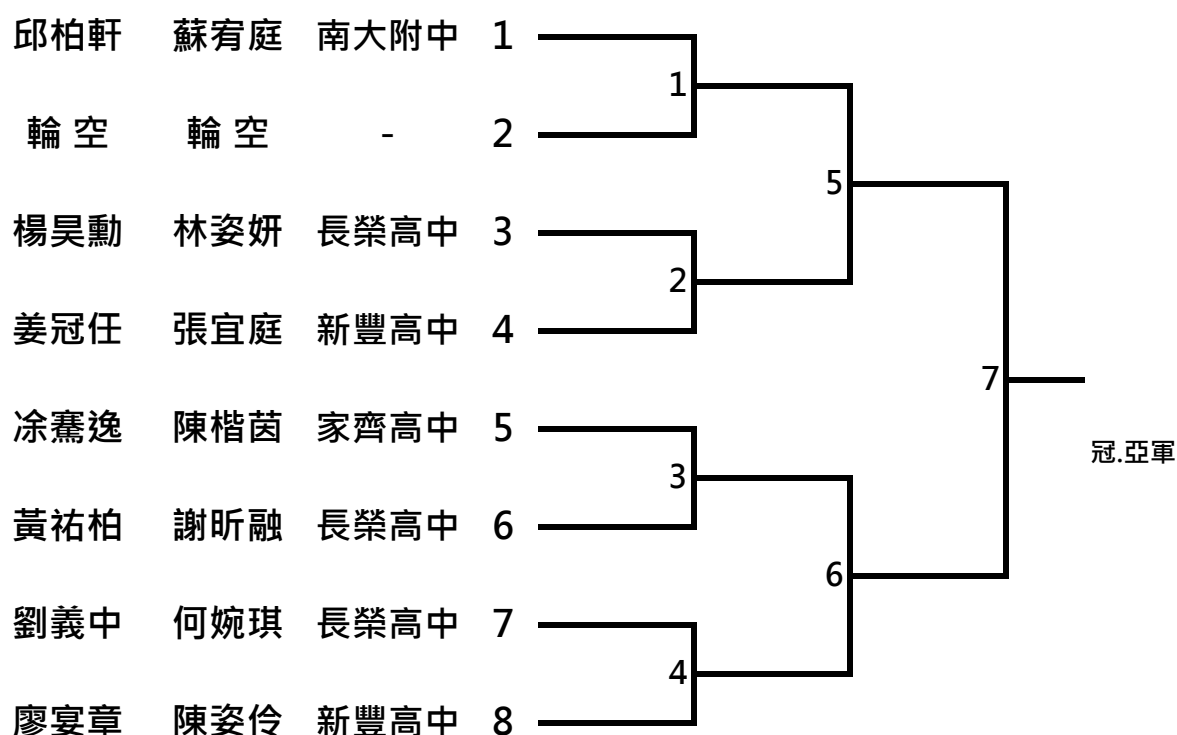 邱柏軒 蘇宥庭 南大附中 1
1
輪 空 輪 空 - 2
5
楊昊勳 林姿妍 長榮高中 3
2
姜冠任 張宜庭 新豐高中 4
7
凃騫逸 陳楷茵 家齊高中 5
冠.亞軍
3
黃祐柏 謝昕融 長榮高中 6
6
劉義中 何婉琪 長榮高中 7
4
廖宴章 陳姿伶 新豐高中 8